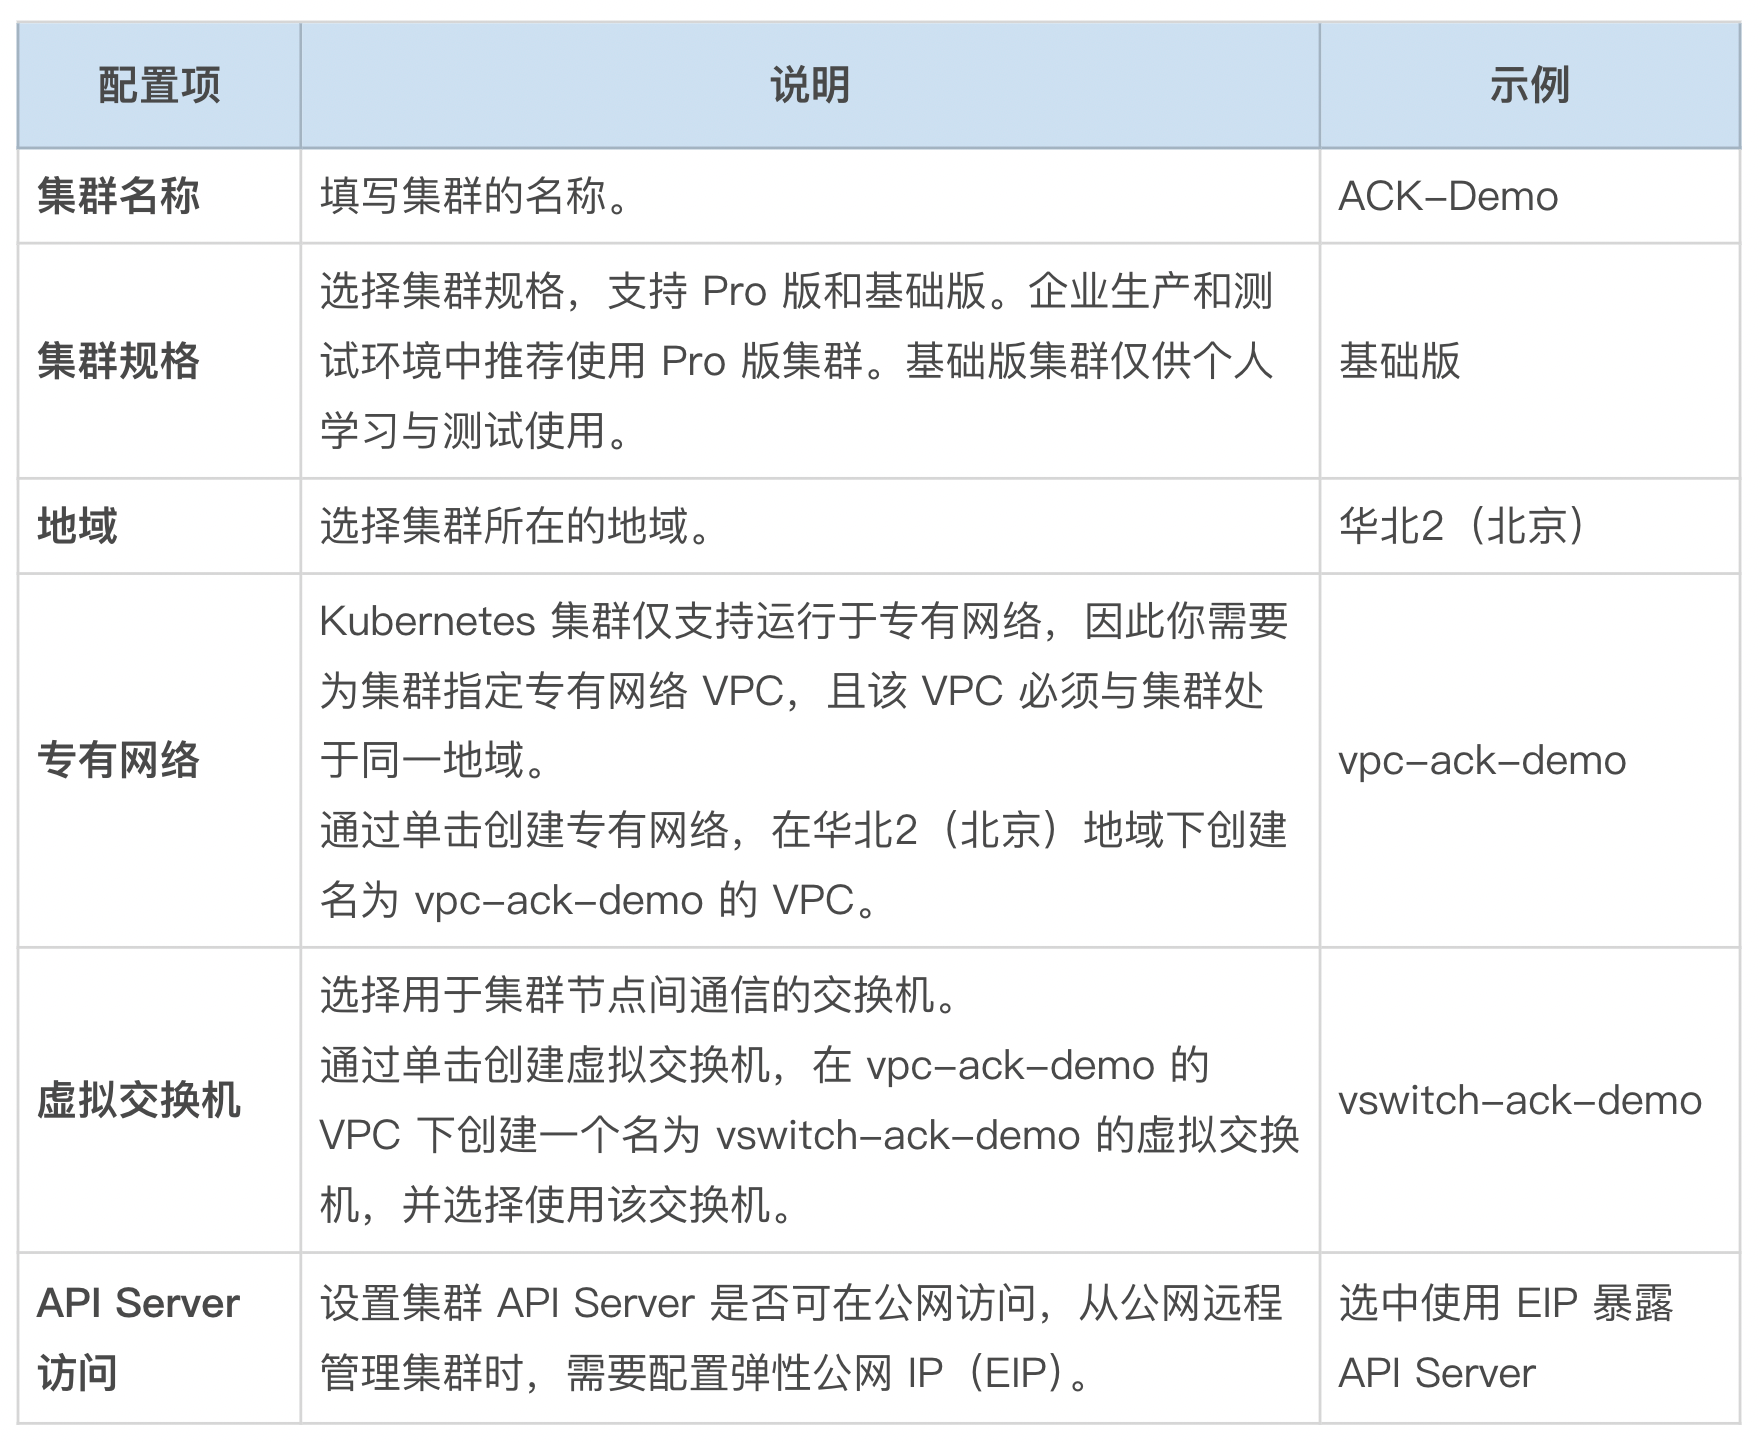 配置项
说明
示例
集群名称
填写集群的名称。
ACK-Demo
集群规格
选择集群规格，支持 Pro 版和基础版。企业生产和测
试环境中推荐使用 Pro 版集群。基础版集群仅供个人
学习与测试使用。
基础版
地域
选择集群所在的地域。
华北2（北京）
专有网络
Kubernetes 集群仅支持运行于专有网络，因此你需要
为集群指定专有网络 VPC，且该 VPC 必须与集群处
于同一地域。
通过单击创建专有网络，在华北2（北京）地域下创建
名为 vpc-ack-demo 的 VPC。
vpc-ack-demo
虚拟交换机
选择用于集群节点间通信的交换机。
通过单击创建虚拟交换机，在 vpc-ack-demo 的
VPC 下创建一个名为 vswitch-ack-demo 的虚拟交换
机，并选择使用该交换机。
vswitch-ack-demo
API Server
访问
设置集群 API Server 是否可在公网访问，从公网远程
管理集群时，需要配置弹性公网 IP（EIP）。
选中使用 EIP 暴露
API Server